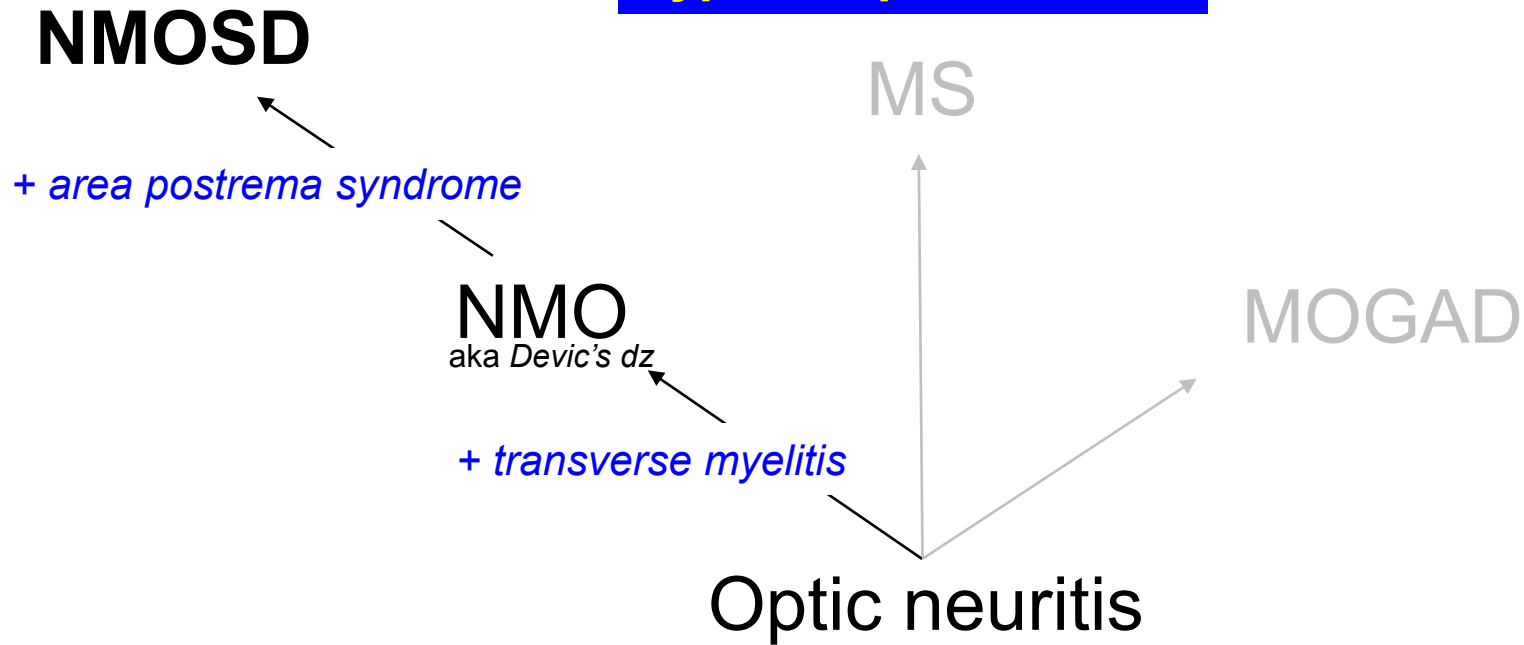 NMOSD
MS
+ area postrema syndrome
NMO
aka Devic's dz
MOGAD
+ transverse myelitis
Optic neuritis